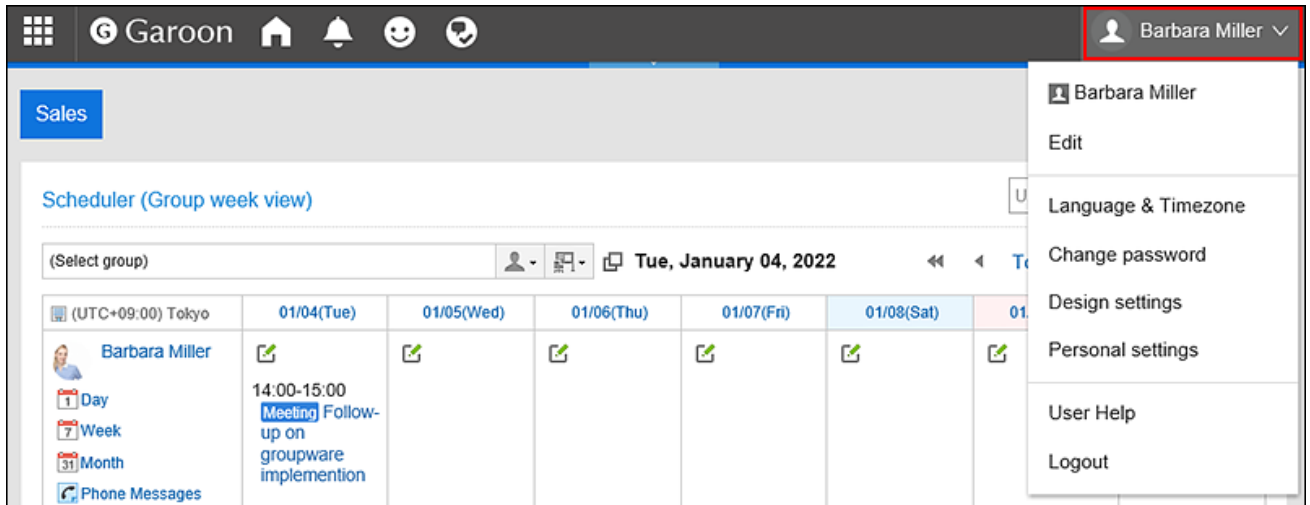 G Garoon
Barbara Miller
Sales
Barbara Miller
Edit
Language & Timezone
Change password
Design settings
Personal settings
User Help
Logout
Scheduler (Group week view)
(Select group)
Tue, January 04, 2022
(UTC+09:00) Tokyo
01/04(Tue)
01/05(Wed)
01/06(Thu)
01/07(Fri)
01/08(Sat)
Barbara Miller
1 Day
7 Week
31 Month
Phone Messages
14:00-15:00
Meeting Follow-
up on
groupware
implemention